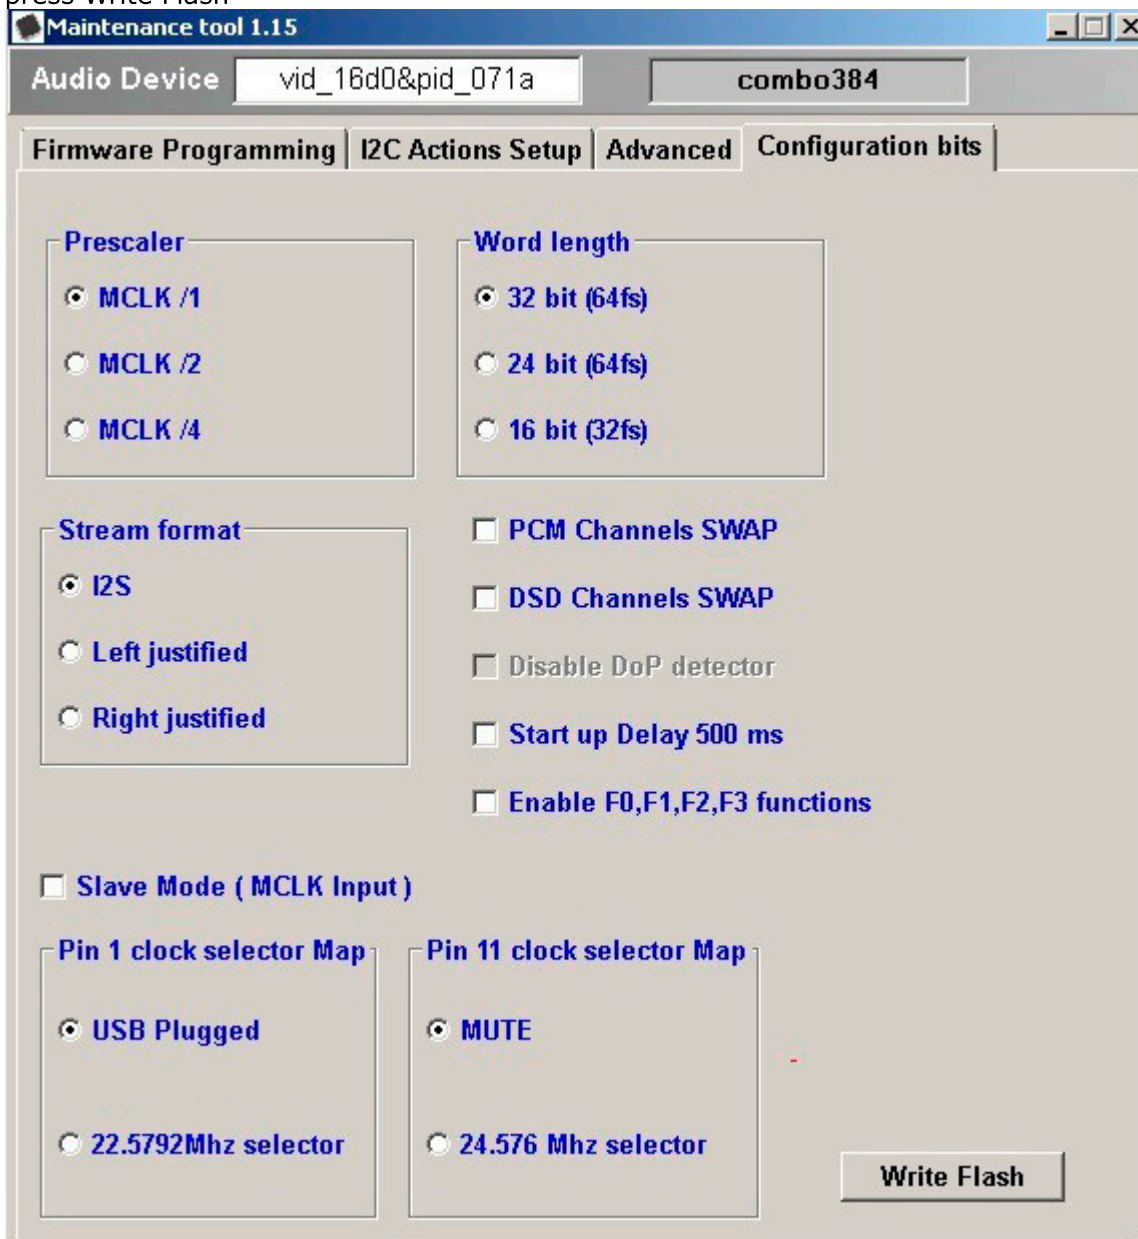 press Write Flash
Maintenance tool 1.15
Audio Device vid_16d0&pid_071a combo384
Firmware Programming I2C Actions Setup Advanced Configuration bits
Prescaler
MCLK /1
MCLK /2
MCLK /4
Word length
32 bit (64fs)
24 bit (64fs)
16 bit (32fs)
Stream format
I2S
Left justified
Right justified
PCM Channels SWAP
DSD Channels SWAP
Disable DoP detector
Start up Delay 500 ms
Enable F0,F1,F2,F3 functions
Slave Mode ( MCLK Input )
Pin 1 clock selector Map
USB Plugged
22.5792Mhz selector
Pin 11 clock selector Map
MUTE
24.576 Mhz selector
Write Flash